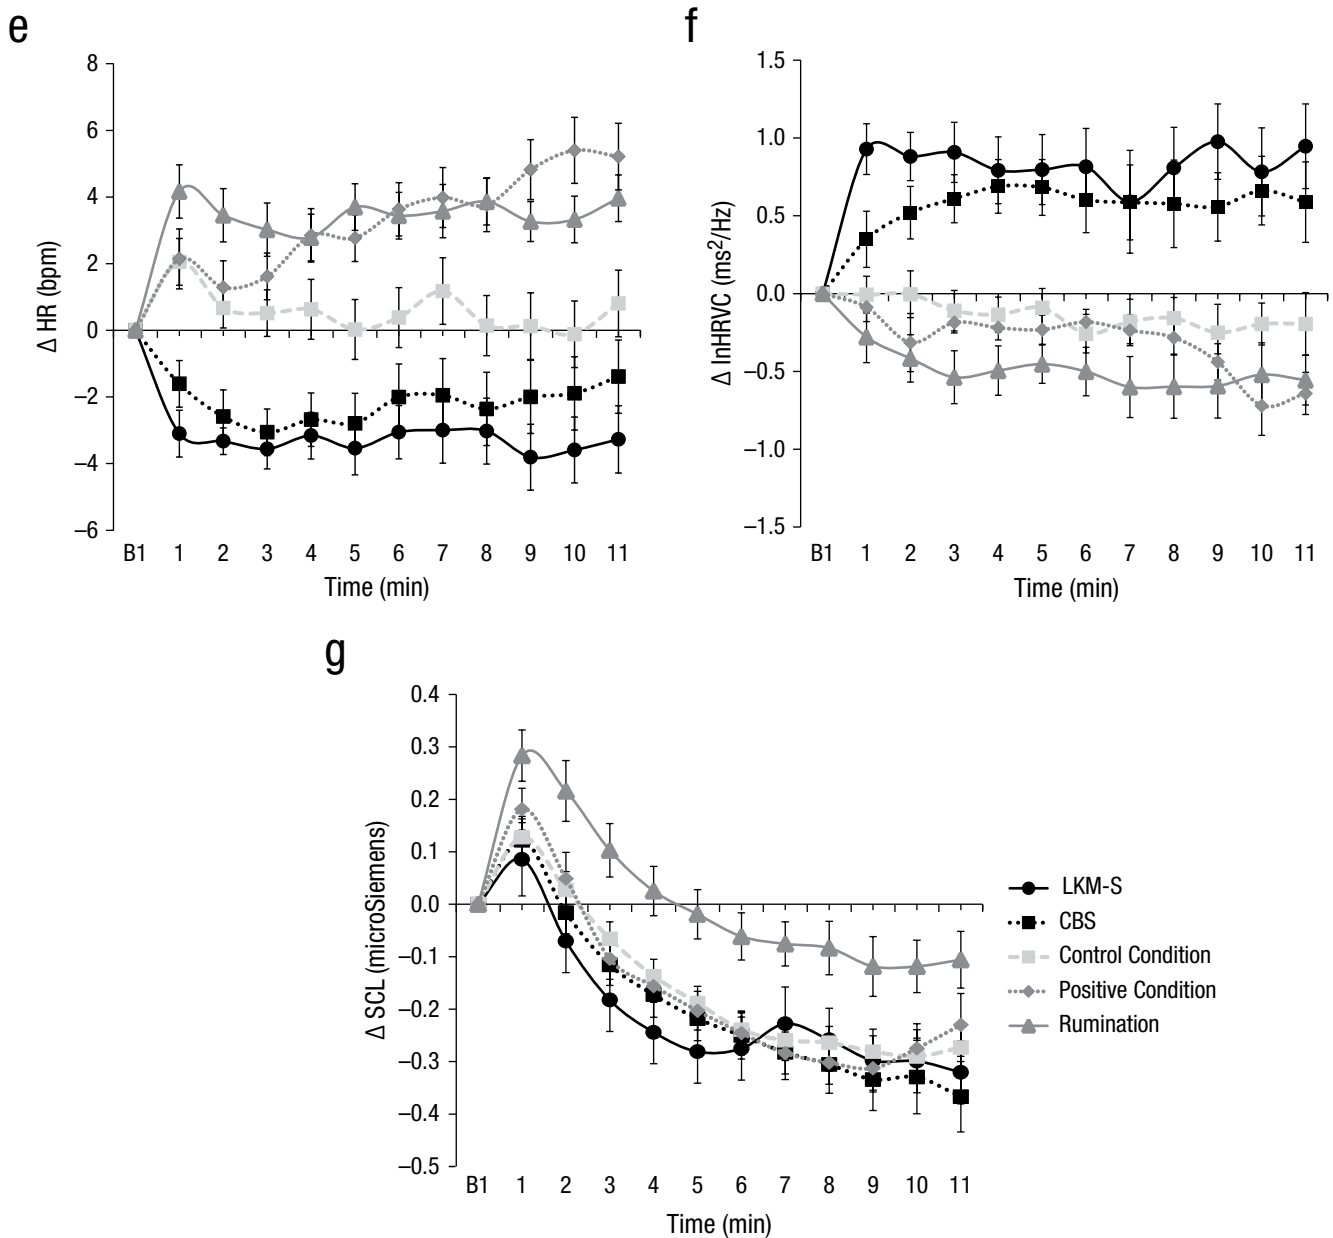 e
8
6
4
2
0
–2
–4
–6
Δ HR (bpm)
B1 1 2 3 4 5 6 7 8 9 10 11
Time (min)
f
1.5
1.0
0.5
0.0
–0.5
–1.0
–1.5
Δ lnHRVC (ms²/Hz)
B1 1 2 3 4 5 6 7 8 9 10 11
Time (min)
g
0.4
0.3
0.2
0.1
0.0
–0.1
–0.2
–0.3
–0.4
–0.5
Δ SCL (microSiemens)
B1 1 2 3 4 5 6 7 8 9 10 11
Time (min)
LKM-S
CBS
Control Condition
Positive Condition
Rumination